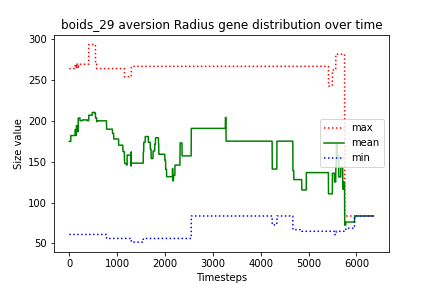 boids_29 aversion Radius gene distribution over time
Size value
300
250
200
150
100
50
max
mean
min
0
1000
2000
3000
4000
5000
6000
Timesteps